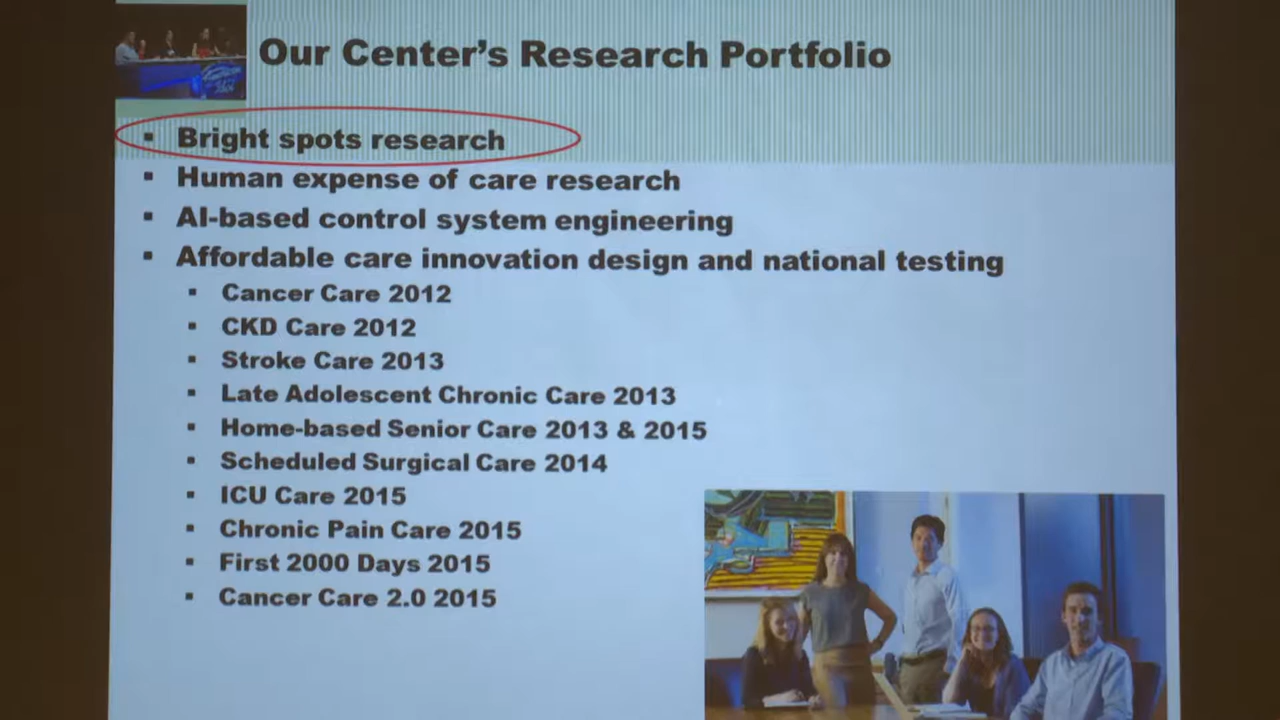 Our Center's Research Portfolio
Bright spots research
Human expense of care research
AI-based control system engineering
Affordable care innovation design and national testing
Cancer Care 2012
CKD Care 2012
Stroke Care 2013
Late Adolescent Chronic Care 2013
Home-based Senior Care 2013 & 2015
Scheduled Surgical Care 2014
ICU Care 2015
Chronic Pain Care 2015
First 2000 Days 2015
Cancer Care 2.0 2015